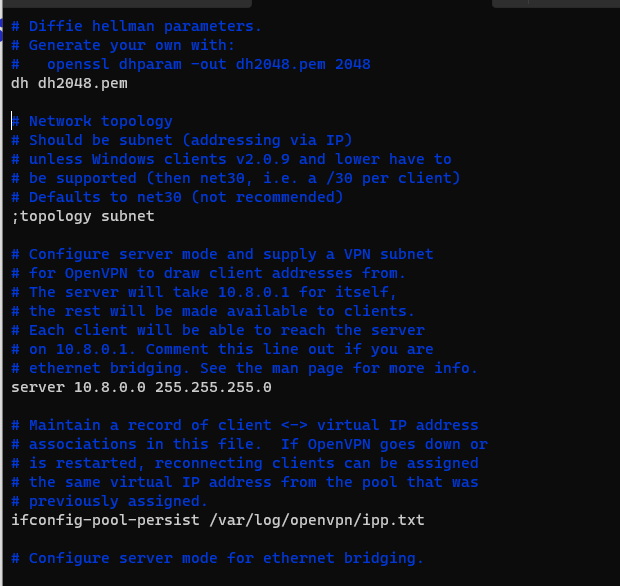 # Diffie hellman parameters.
# Generate your own with:
#   openssl dhparam -out dh2048.pem 2048
dh dh2048.pem
# Network topology
# Should be subnet (addressing via IP)
# unless Windows clients v2.0.9 and lower have to
# be supported (then net30, i.e. a /30 per client)
# Defaults to net30 (not recommended)
;topology subnet
# Configure server mode and supply a VPN subnet
# for OpenVPN to draw client addresses from.
# The server will take 10.8.0.1 for itself,
# the rest will be made available to clients.
# Each client will be able to reach the server
# on 10.8.0.1. Comment this line out if you are
# ethernet bridging. See the man page for more info.
server 10.8.0.0 255.255.255.0
# Maintain a record of client <-> virtual IP address
# associations in this file.  If OpenVPN goes down or
# is restarted, reconnecting clients can be assigned
# the same virtual IP address from the pool that was
# previously assigned.
ifconfig-pool-persist /var/log/openvpn/ipp.txt
# Configure server mode for ethernet bridging.